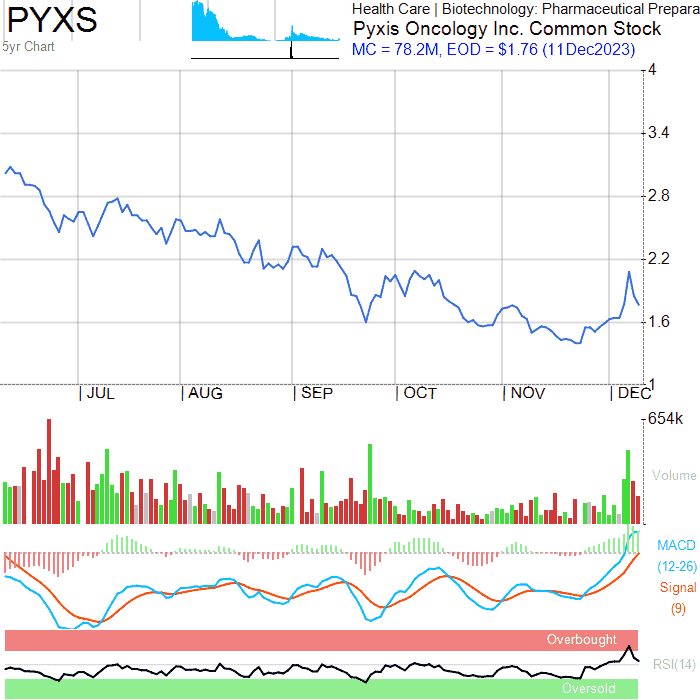 PYXS
5yr Chart
Health Care | Biotechnology: Pharmaceutical Prepara
Pyxis Oncology Inc. Common Stock
MC = 78.2M, EOD = $1.76 (11Dec2023)
4
3.4
2.8
2.2
1.6
1
| JUL | AUG | SEP | OCT | NOV | DEC
654k
Volume
MACD
(12-26)
Signal
(9)
Overbought
RSI(14)
Oversold